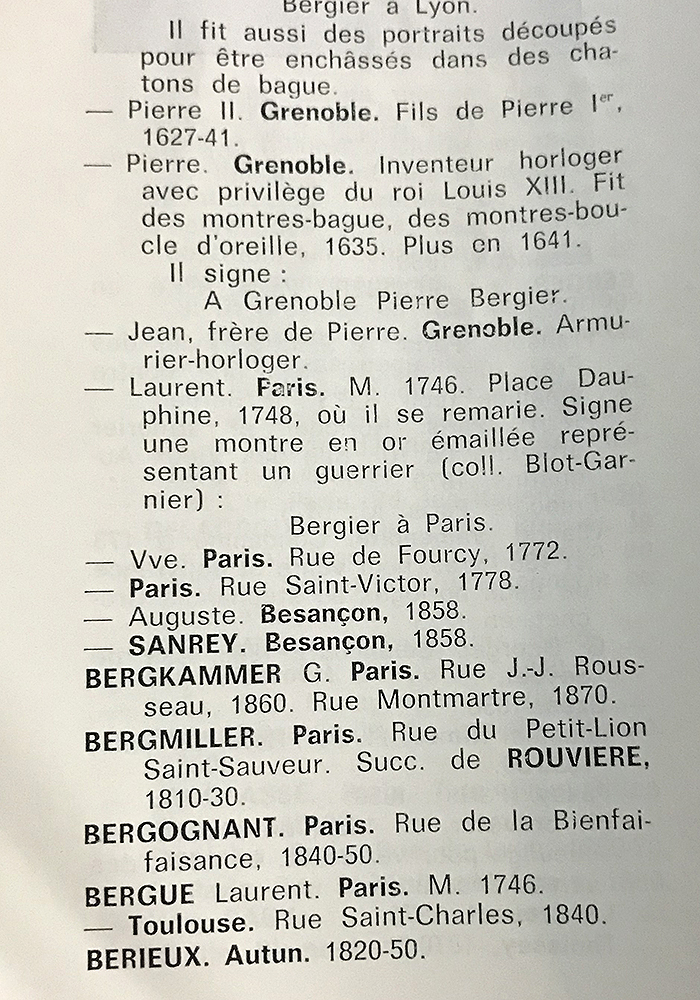 Bergier à Lyon.
Il fit aussi des portraits découpés
pour être enchâssés dans des cha-
tons de bague.
— Pierre II. Grenoble. Fils de Pierre Ier,
1627-41.
— Pierre. Grenoble. Inventeur horloger
avec privilège du roi Louis XIII. Fit
des montres-bague, des montres-bou-
cle d'oreille, 1635. Plus en 1641.
Il signe :
A Grenoble Pierre Bergier.
— Jean, frère de Pierre. Grenoble. Armu-
rier-horloger.
— Laurent. Paris. M. 1746. Place Dau-
phine, 1748, où il se remarie. Signe
une montre en or émaillée repré-
sentant un guerrier (coll. Blot-Gar-
nier) :
Bergier à Paris.
— Vve. Paris. Rue de Fourcy, 1772.
— Paris. Rue Saint-Victor, 1778.
— Auguste. Besançon, 1858.
— SANREY. Besançon, 1858.
BERGKAMMER G. Paris. Rue J.-J. Rous-
seau, 1860. Rue Montmartre, 1870.
BERGMILLER. Paris. Rue du Petit-Lion
Saint-Sauveur. Succ. de ROUVIERE,
1810-30.
BERGOGNANT. Paris. Rue de la Bienfai-
faisance, 1840-50.
BERGUE Laurent. Paris. M. 1746.
— Toulouse. Rue Saint-Charles, 1840.
BERIEUX. Autun. 1820-50.